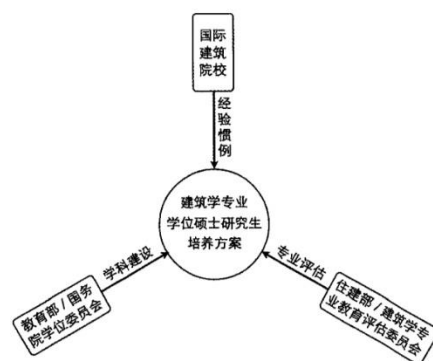 国际
建筑
院校
经验惯例
建筑学专业
学位硕士研究生
培养方案
学科建设
专业评估
教育部/国务
院学位委员会
住建部/建筑学专
业教育评估委员会